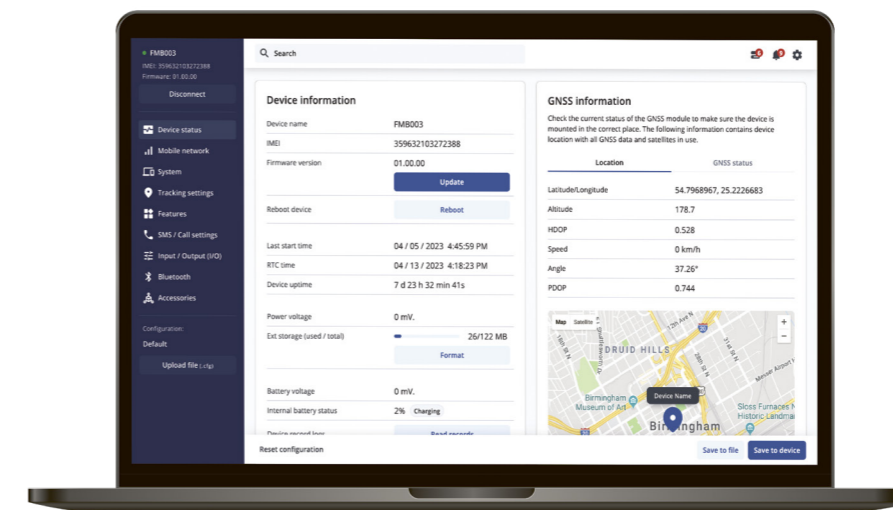 FMB003
IMEI: 359632103272388
Firmware: 01.00.00
Disconnect
Device status
Mobile network
System
Tracking settings
Features
SMS / Call settings
Input / Output (I/O)
Bluetooth
Accessories
Configuration:
Default
Upload file (.cfg)
Search
Device information
Device name FMB003
IMEI 359632103272388
Firmware version 01.00.00
Update
Reboot device Reboot
Last start time 04 / 05 / 2023 4:45:59 PM
RTC time 04 / 13 / 2023 4:18:23 PM
Device uptime 7 d 23 h 32 min 41s
Power voltage 0 mV.
Ext storage (used / total) 26/122 MB
Format
Battery voltage 0 mV.
Internal battery status 2% Charging
Device record logs Read records
GNSS information
Check the current status of the GNSS module to make sure the device is
mounted in the correct place. The following information contains device
location with all GNSS data and satellites in use.
Location GNSS status
Latitude/Longitude 54.7968967, 25.2226683
Altitude 178.7
HDOP 0.528
Speed 0 km/h
Angle 37.26°
PDOP 0.744
Map Satellite
12th Ave N
DRUID HILLS
Birmingham
Museum of Art
Device Name
Sloss Furnaces N
Historic Landma
Reset configuration
Save to file Save to device